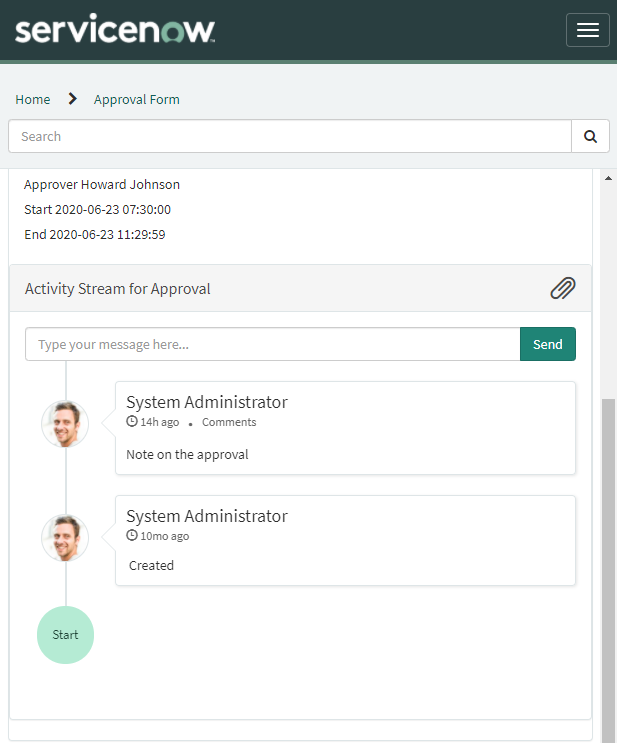 servicenow™
Home > Approval Form
Search
Approver Howard Johnson
Start 2020-06-23 07:30:00
End 2020-06-23 11:29:59
Activity Stream for Approval
Type your message here...
Send
System Administrator
14h ago • Comments
Note on the approval
System Administrator
10mo ago
Created
Start